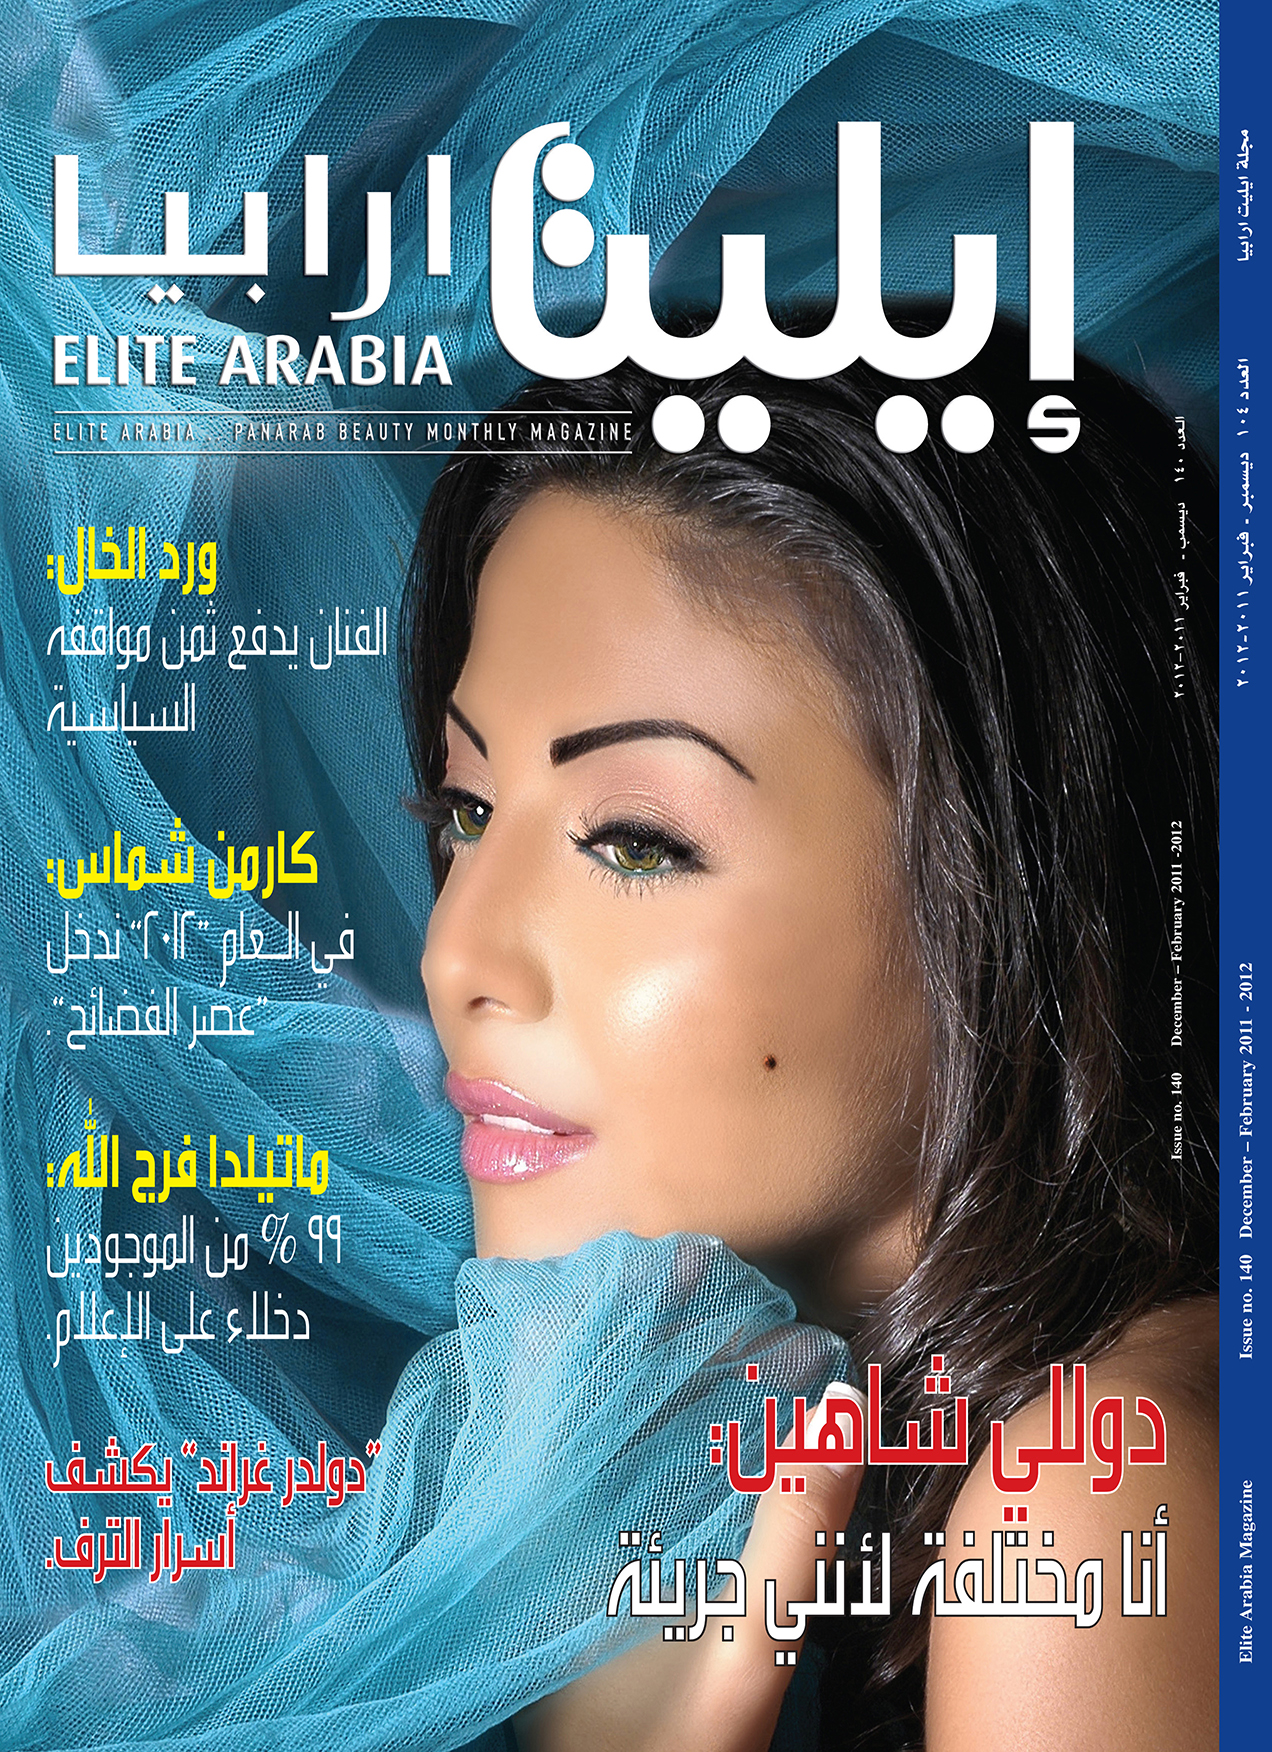 إيليت ارابيا
ELITE ARABIA
ELITE ARABIA ... PANARAB BEAUTY MONTHLY MAGAZINE
ورد الخال:
الفنان يدفع ثمن مواقفه
السياسية
كارمن شماس:
في العام "٢٠١٢" ندخل
"عصر الفضائح".
ماتيلدا فرج الله:
٩٩ % من الموجودين
دخلاء على الإعلام.
"دولدر غراند" يكشف
أسرار الترف.
دوللي شاهين:
أنا مختلفة لأنني جريئة
العدد ١٤٠ ديسمبر - فبراير ٢٠١١-٢٠١٢
Issue no. 140 December – February 2011 -2012
مجلة ايليت ارابيا العدد ١٠٤ ديسمبر - فبراير ٢٠١١-٢٠١٢
Elite Arabia Magazine Issue no. 140 December – February 2011 - 2012